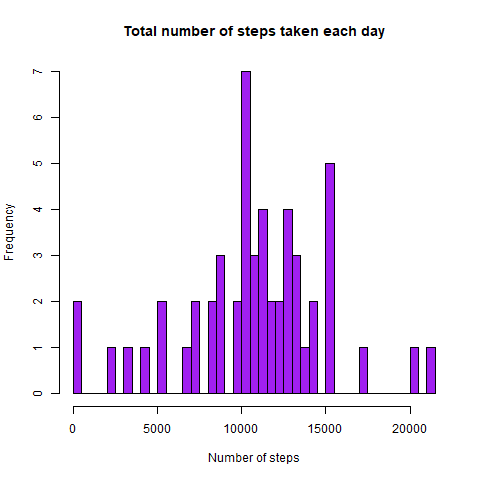 Total number of steps taken each day
7
6
5
4
3
2
1
0
Frequency
0 5000 10000 15000 20000
Number of steps